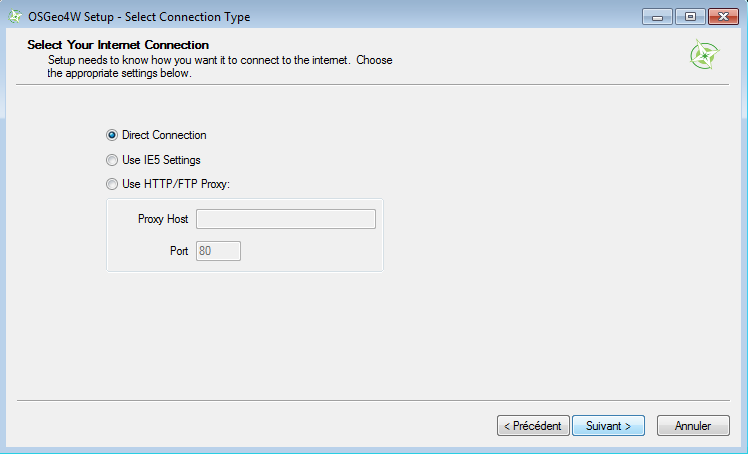 OSGeo4W Setup - Select Connection Type
Select Your Internet Connection
Setup needs to know how you want it to connect to the internet. Choose
the appropriate settings below.
Direct Connection
Use IE5 Settings
Use HTTP/FTP Proxy:
Proxy Host
Port 80
< Précédent Suivant > Annuler